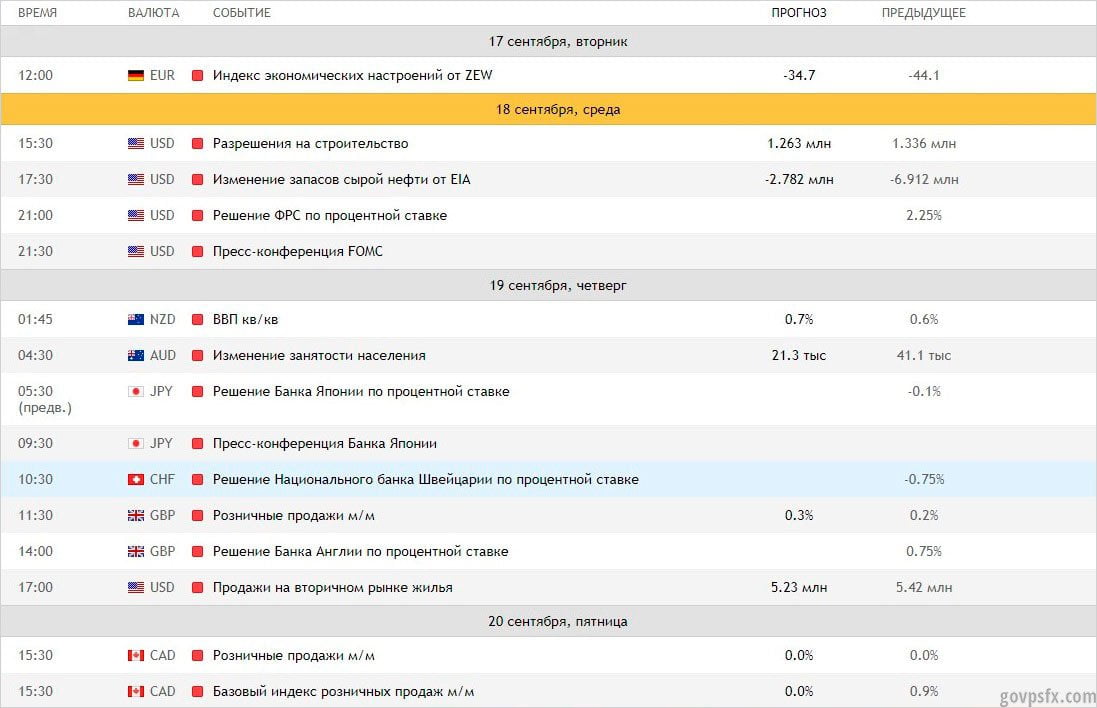 ВРЕМЯ ВАЛЮТА СОБЫТИЕ ПРОГНОЗ ПРЕДЫДУЩЕЕ
17 сентября, вторник
12:00 EUR Индекс экономических настроений от ZEW -34.7 -44.1
18 сентября, среда
15:30 USD Разрешения на строительство 1.263 млн 1.336 млн
17:30 USD Изменение запасов сырой нефти от EIA -2.782 млн -6.912 млн
21:00 USD Решение ФРС по процентной ставке 2.25%
21:30 USD Пресс-конференция FOMC
19 сентября, четверг
01:45 NZD ВВП кв/кв 0.7% 0.6%
04:30 AUD Изменение занятости населения 21.3 тыс 41.1 тыс
05:30 JPY Решение Банка Японии по процентной ставке -0.1%
(предв.)
09:30 JPY Пресс-конференция Банка Японии
10:30 CHF Решение Национального банка Швейцарии по процентной ставке -0.75%
11:30 GBP Розничные продажи м/м 0.3% 0.2%
14:00 GBP Решение Банка Англии по процентной ставке 0.75%
17:00 USD Продажи на вторичном рынке жилья 5.23 млн 5.42 млн
20 сентября, пятница
15:30 CAD Розничные продажи м/м 0.0% 0.0%
15:30 CAD Базовый индекс розничных продаж м/м 0.0% 0.9%
govpsfx.com